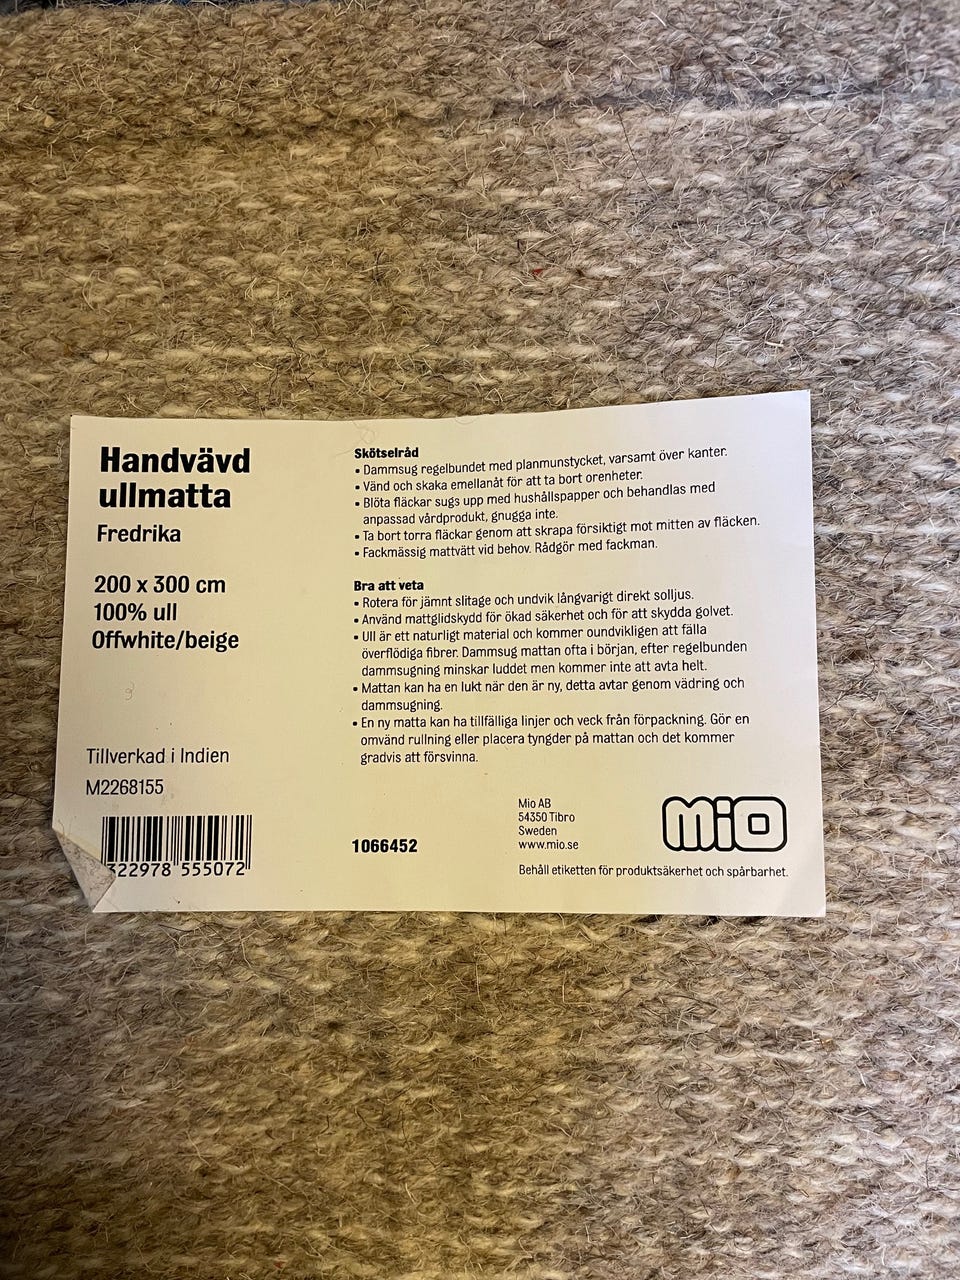 Handvävd
ullmatta
Fredrika
200 x 300 cm
100% ull
Offwhite/beige
Tillverkad i Indien
M2268155
322978 555072
Skötselråd
• Dammsug regelbundet med planmunstycket, varsamt över kanter.
• Vänd och skaka emellanåt för att ta bort orenheter.
• Blöta fläckar sugs upp med hushållspapper och behandlas med
anpassad vårdprodukt, gnugga inte.
• Ta bort torra fläckar genom att skrapa försiktigt mot mitten av fläcken.
• Fackmässig mattvätt vid behov. Rådgör med fackman.
Bra att veta
• Rotera för jämnt slitage och undvik långvarigt direkt solljus.
• Använd mattglidskydd för ökad säkerhet och för att skydda golvet.
• Ull är ett naturligt material och kommer oundvikligen att fälla
överflödiga fibrer. Dammsug mattan ofta i början, efter regelbunden
dammsugning minskar luddet men kommer inte att avta helt.
• Mattan kan ha en lukt när den är ny, detta avtar genom vädring och
dammsugning.
• En ny matta kan ha tillfälliga linjer och veck från förpackning. Gör en
omvänd rullning eller placera tyngder på mattan och det kommer
gradvis att försvinna.
1066452
Mio AB
54350 Tibro
Sweden
www.mio.se
MIO
Behåll etiketten för produktsäkerhet och spårbarhet.